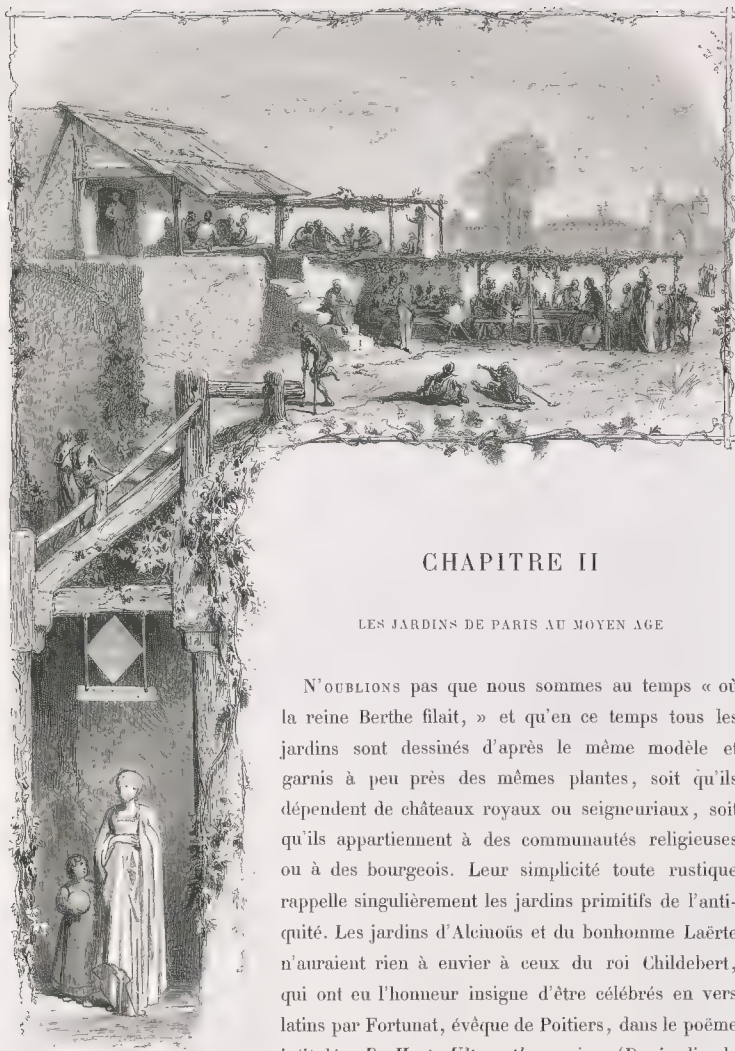 CHAPITRE II
LES JARDINS DE PARIS AU MOYEN AGE
N'OUBLIONS pas que nous sommes au temps « où
la reine Berthe filait, » et qu'en ce temps tous les
jardins sont dessinés d'après le même modèle et
garnis à peu près des mêmes plantes, soit qu'ils
dépendent de châteaux royaux ou seigneuriaux, soit
qu'ils appartiennent à des communautés religieuses
ou à des bourgeois. Leur simplicité toute rustique
rappelle singulièrement les jardins primitifs de l'anti-
quité. Les jardins d'Alcinoüs et du bonhomme Laërte
n'auraient rien à envier à ceux du roi Childebert,
qui ont eu l'honneur insigne d'être célébrés en vers
latins par Fortunat, évêque de Poitiers, dans le poëme